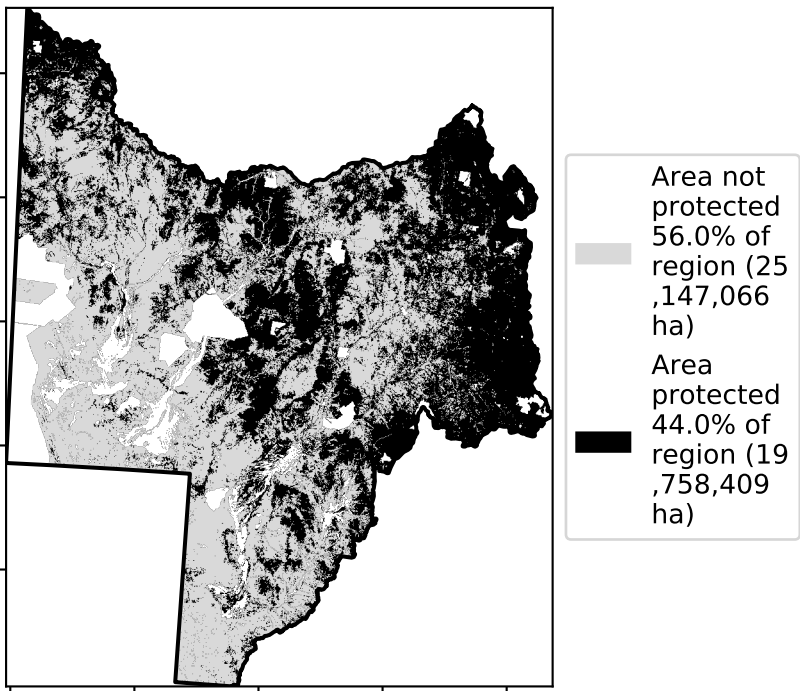 Area not
protected
56.0% of
region (25
,147,066
ha)
Area
protected
44.0% of
region (19
,758,409
ha)